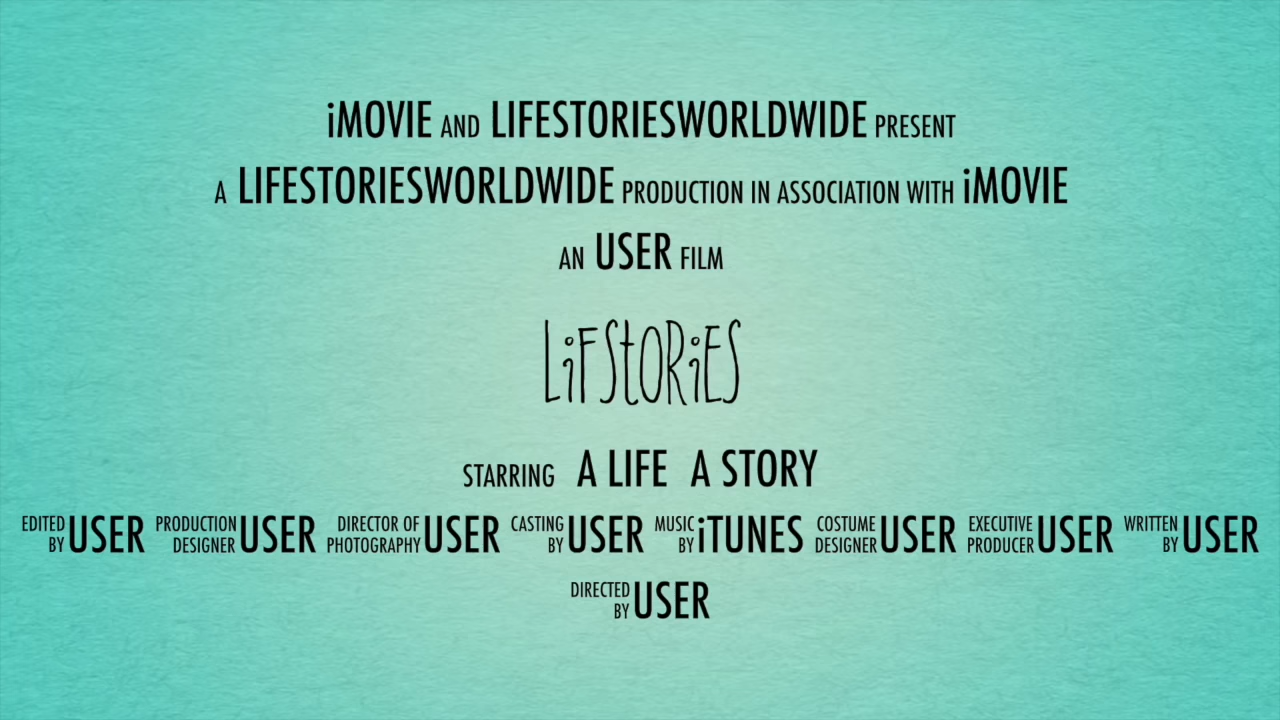 iMOVIE AND LIFESTORIESWORLDWIDE PRESENT
A LIFESTORIESWORLDWIDE PRODUCTION IN ASSOCIATION WITH iMOVIE
AN USER FILM
LiFStORiES
STARRING A LIFE A STORY
EDITED BY USER PRODUCTION DESIGNER USER DIRECTOR OF PHOTOGRAPHY USER CASTING BY USER MUSIC BY iTUNES COSTUME DESIGNER USER EXECUTIVE PRODUCER USER WRITTEN BY USER
DIRECTED BY USER